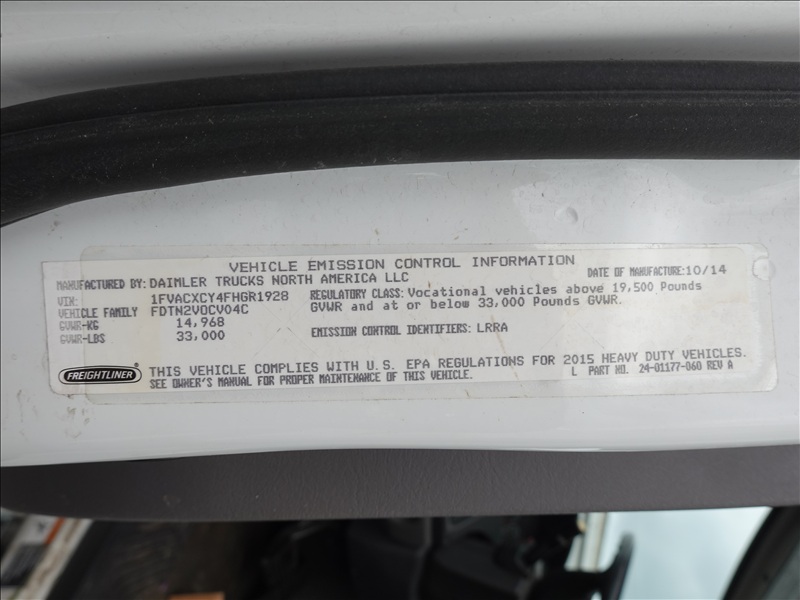 VEHICLE EMISSION CONTROL INFORMATION
MANUFACTURED BY: DAIMLER TRUCKS NORTH AMERICA LLC DATE OF MANUFACTURE: 10/14
VIN: 1FVACXCY4FHGR1928 REGULATORY CLASS: Vocational vehicles above 19,500 Pounds
VEHICLE FAMILY FDTN2VOCV04C GVWR and at or below 33,000 Pounds GVWR.
GVWR-KG 14,968
GVWR-LBS 33,000 EMISSION CONTROL IDENTIFIERS: LRRA
FREIGHTLINER THIS VEHICLE COMPLIES WITH U.S. EPA REGULATIONS FOR 2015 HEAVY DUTY VEHICLES.
SEE OWNER'S MANUAL FOR PROPER MAINTENANCE OF THIS VEHICLE. L PART NO. 24-01177-060 REV A